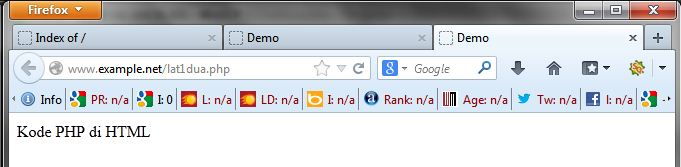 Firefox
Index of /
Demo
Demo
www.example.net/lat1dua.php
Google
Info PR: n/a I: 0 L: n/a LD: n/a I: n/a Rank: n/a Age: n/a Tw: n/a I: n/a
Kode PHP di HTML